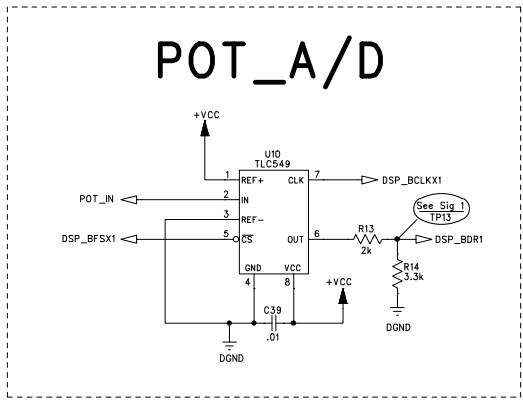 POT_A/D
+VCC
U10
TLC549
1 REF+ CLK 7 DSP_BCLKX1
POT_IN 2 IN
3 REF-
See Sig 1
TP13
DSP_BFSX1 5 CS OUT 6 R13 DSP_BDR1
2k
GND VCC
4 8
R14
3.3k
+VCC
C39
.01
DGND
DGND